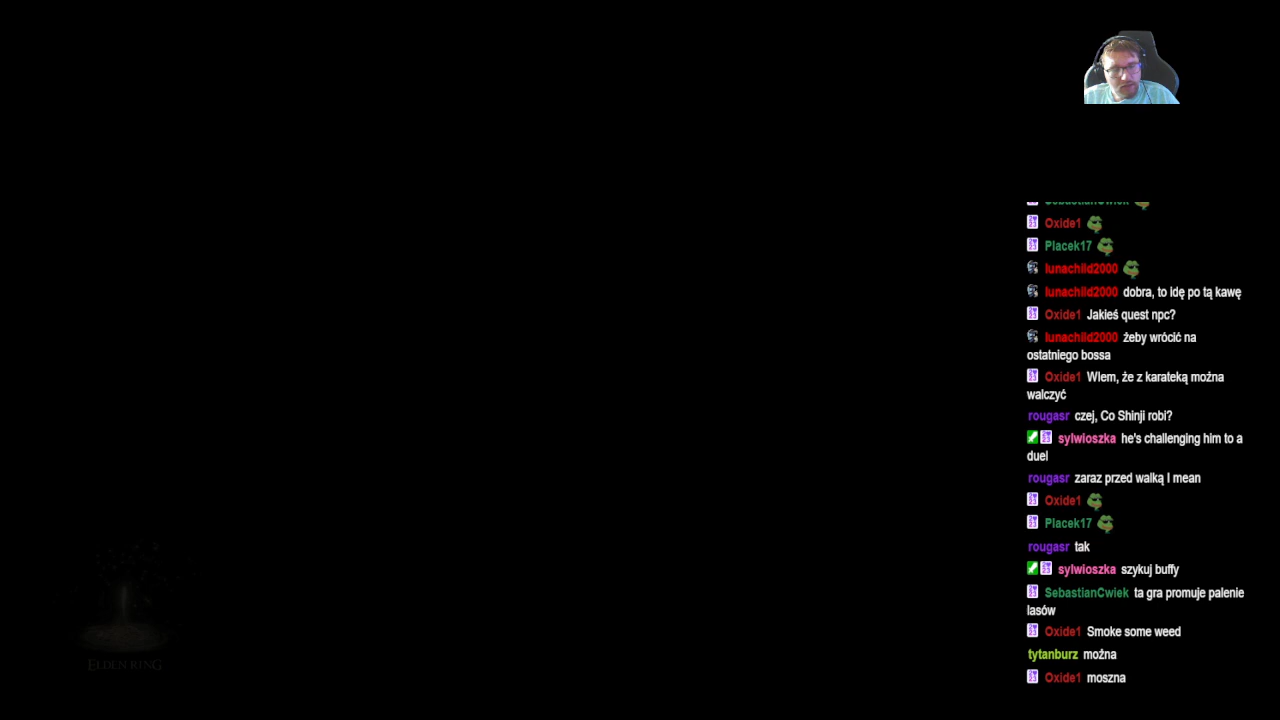 SebastianCwiek
Oxide1
Placek17
lunachild2000
lunachild2000 dobra, to idę po tą kawę
Oxide1 Jakieś quest npc?
lunachild2000 żeby wrócić na
ostatniego bossa
Oxide1 Wiem, że z karateką można
walczyć
rougasr czej, Co Shinji robi?
sylwioszka he's challenging him to a
duel
rougasr zaraz przed walką I mean
Oxide1
Placek17
rougasr tak
sylwioszka szykuj buffy
SebastianCwiek ta gra promuje palenie
lasów
Oxide1 Smoke some weed
tytanburz można
Oxide1 moszna
ELDEN RING